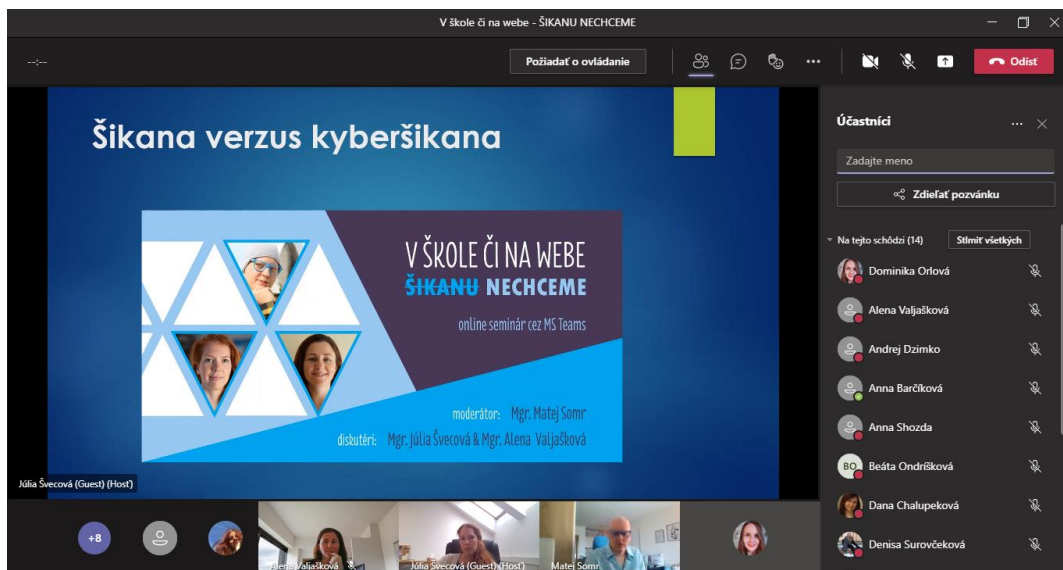 V škole či na webe - ŠIKANU NECHCEME
--:--
Požiadať o ovládanie
Odísť
Šikana verzus kyberšikana
V ŠKOLE ČI NA WEBE
ŠIKANU NECHCEME
online seminár cez MS Teams
moderátor: Mgr. Matej Somr
diskutéri: Mgr. Júlia Švecová & Mgr. Alena Valjašková
Júlia Švecová (Guest) (Hosť)
+8
Alena Valjašková
Júlia Švecová (Guest) (Hosť)
Matej Somr
Účastníci
Zadajte meno
Zdieľať pozvánku
Na tejto schôdzi (14)
Stlmiť všetkých
Dominika Orlová
Alena Valjašková
Andrej Dzimko
Anna Barčíková
Anna Shozda
BO Beáta Ondríšková
Dana Chalupeková
Denisa Surovčeková